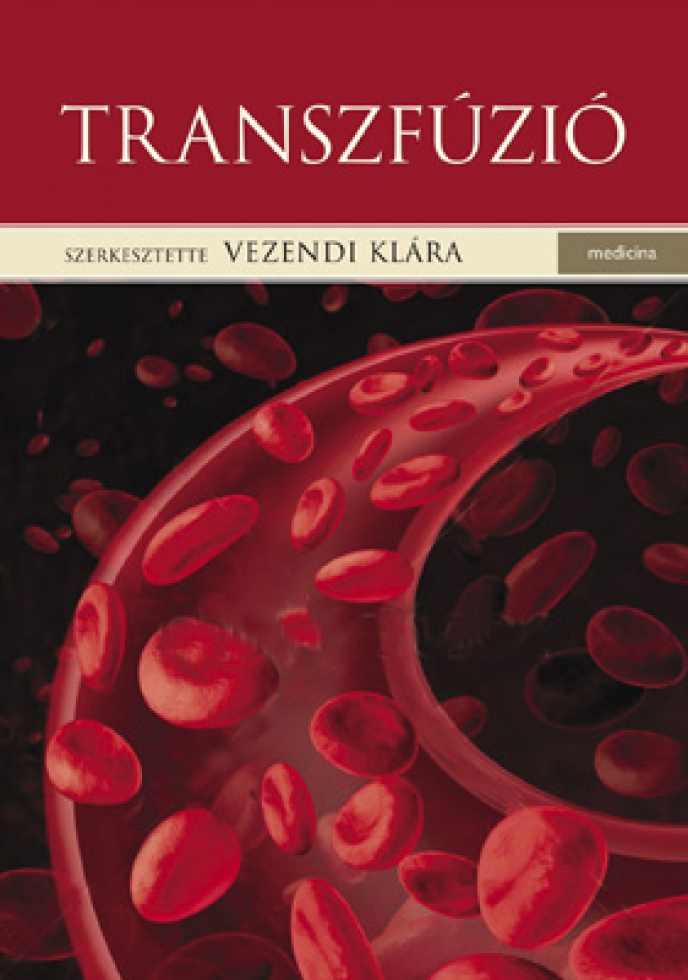 TRANSZFÚZIÓ
SZERKESZTETTE VEZENDI KLÁRA
medicina